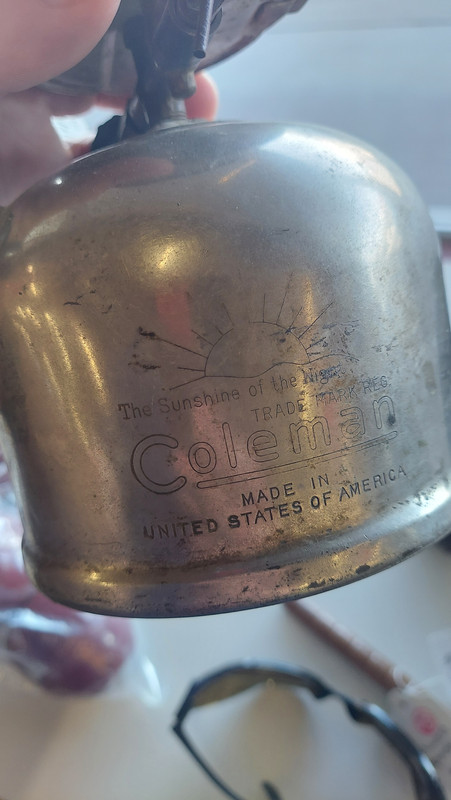 The Sunshine of the Night
TRADE MARK REG.
Coleman
MADE IN
UNITED STATES OF AMERICA